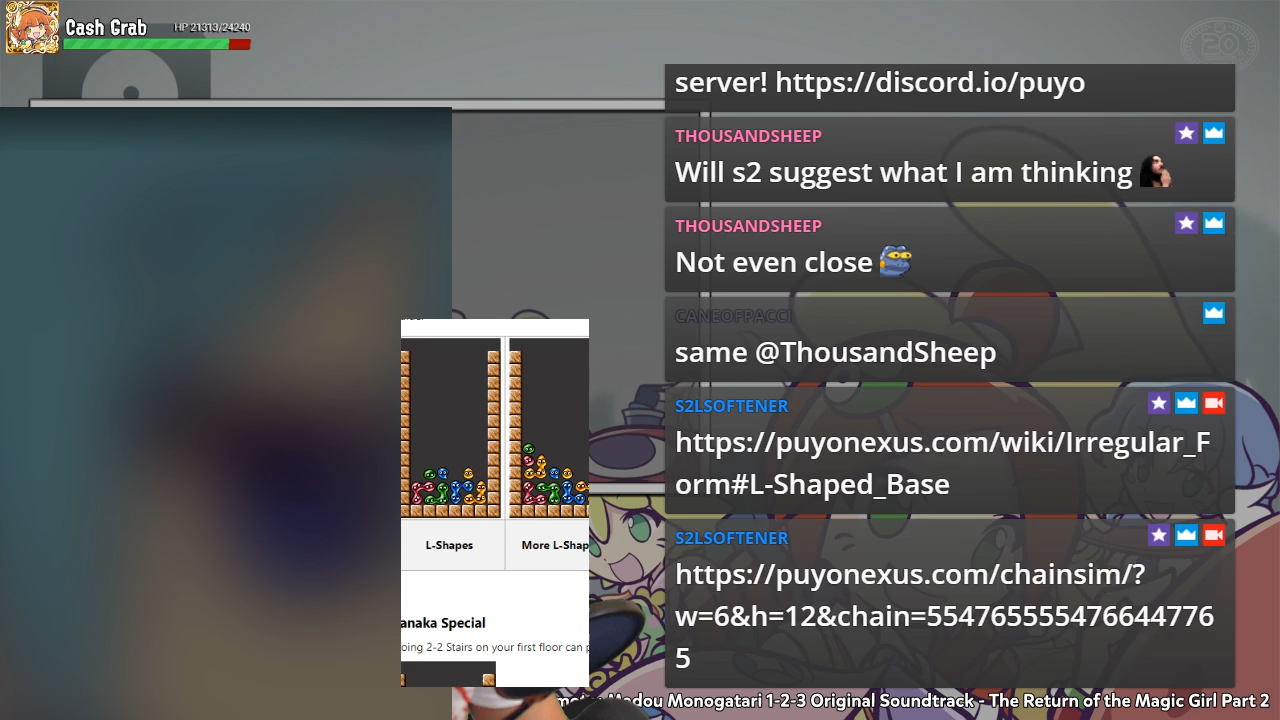 Cash Grab HP 21313/24240
20
server! https://discord.io/puyo
THOUSANDSHEEP
Will s2 suggest what I am thinking
THOUSANDSHEEP
Not even close
CANEOFPACCI
same @ThousandSheep
S2LSOFTENER
https://puyonexus.com/wiki/Irregular_F
orm#L-Shaped_Base
S2LSOFTENER
https://puyonexus.com/chainsim/?
w=6&h=12&chain=554765555476644776
5
L-Shapes More L-Shap
anaka Special
oing 2-2 Stairs on your first floor can p
Madou Monogatari 1-2-3 Original Soundtrack - The Return of the Magic Girl Part 2